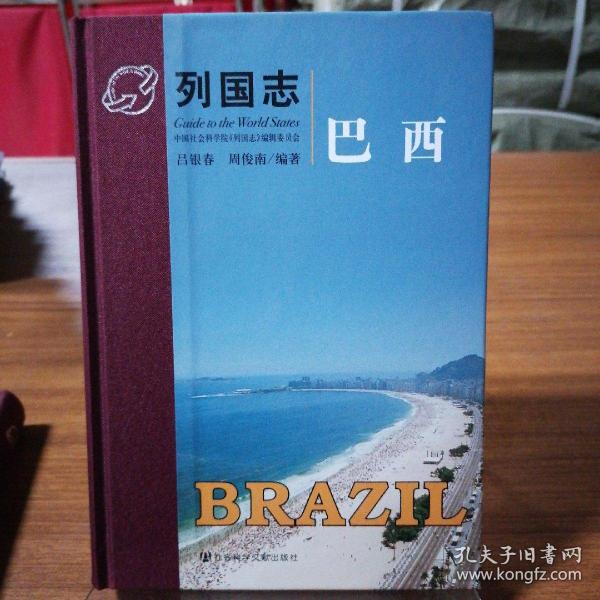 列国志
Guide to the World States
中国社会科学院《列国志》编辑委员会
吕银春 周俊南/编著
巴西
BRAZIL
社会科学文献出版社
孔夫子旧书网
www.kongfz.com